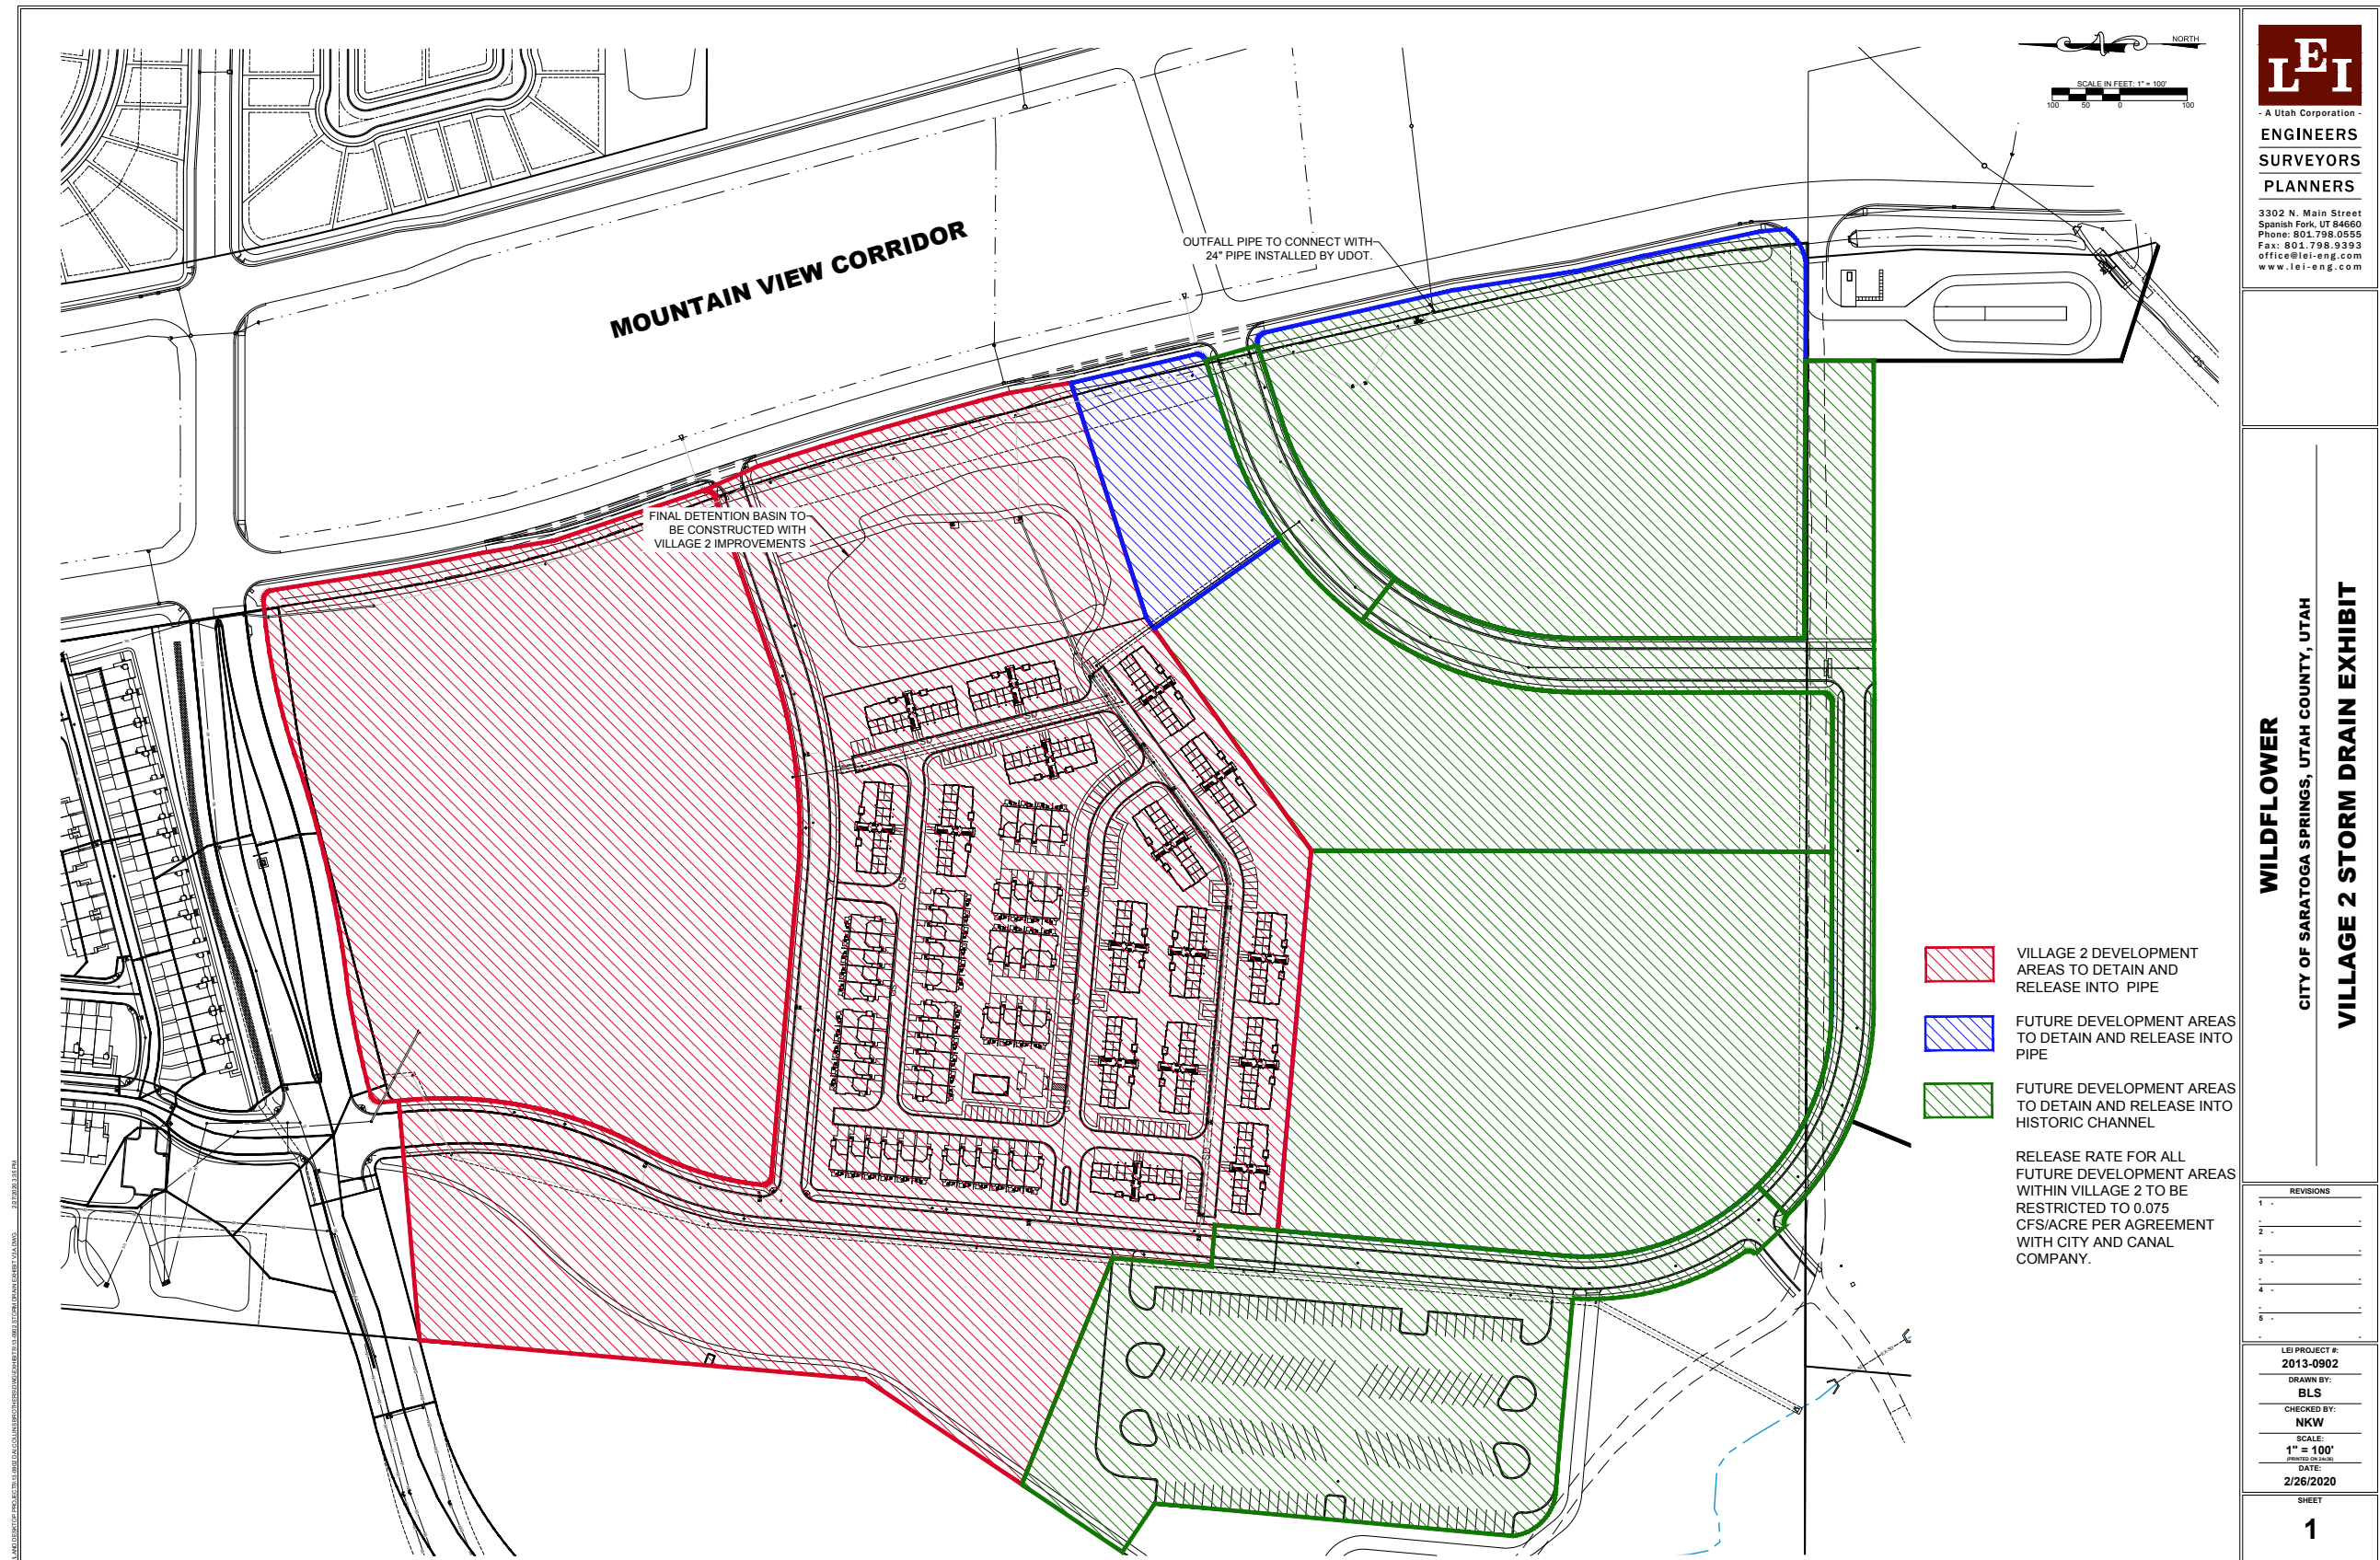 NORTH
SCALE IN FEET: 1" = 100'
100 50 0 100
MOUNTAIN VIEW CORRIDOR
OUTFALL PIPE TO CONNECT WITH
24" PIPE INSTALLED BY UDOT.
FINAL DETENTION BASIN TO
BE CONSTRUCTED WITH
VILLAGE 2 IMPROVEMENTS
VILLAGE 2 DEVELOPMENT
AREAS TO DETAIN AND
RELEASE INTO PIPE
FUTURE DEVELOPMENT AREAS
TO DETAIN AND RELEASE INTO
PIPE
FUTURE DEVELOPMENT AREAS
TO DETAIN AND RELEASE INTO
HISTORIC CHANNEL
RELEASE RATE FOR ALL
FUTURE DEVELOPMENT AREAS
WITHIN VILLAGE 2 TO BE
RESTRICTED TO 0.075
CFS/ACRE PER AGREEMENT
WITH CITY AND CANAL
COMPANY.
LEI
- A Utah Corporation -
ENGINEERS
SURVEYORS
PLANNERS
3302 N. Main Street
Spanish Fork, UT 84660
Phone: 801.798.0555
Fax: 801.798.9393
office@lei-eng.com
www.lei-eng.com
WILDFLOWER
CITY OF SARATOGA SPRINGS, UTAH COUNTY, UTAH
VILLAGE 2 STORM DRAIN EXHIBIT
REVISIONS
1 -
2 -
3 -
4 -
5 -
LEI PROJECT #:
2013-0902
DRAWN BY:
BLS
CHECKED BY:
NKW
SCALE:
1" = 100'
(PRINTED ON 24x36)
DATE:
2/26/2020
SHEET
1